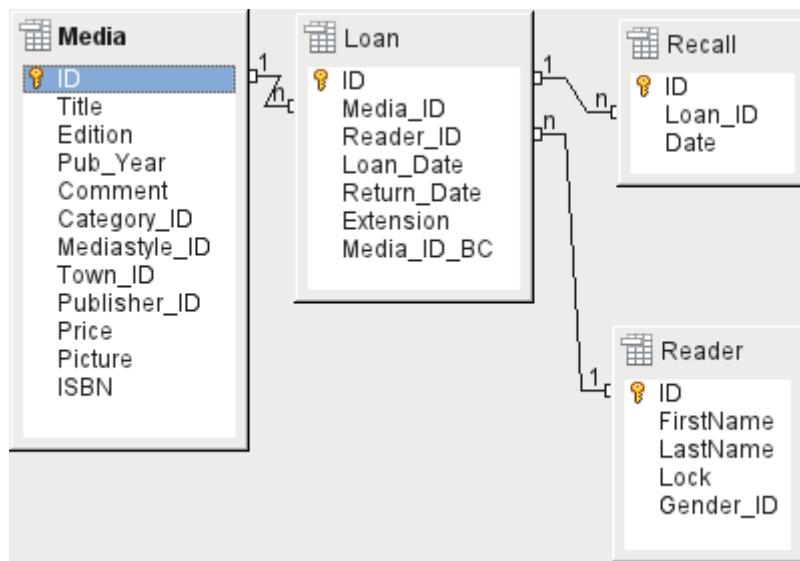 Media
ID
Title
Edition
Pub_Year
Comment
Category_ID
Mediastyle_ID
Town_ID
Publisher_ID
Price
Picture
ISBN
1
n
Loan
ID
Media_ID
Reader_ID
Loan_Date
Return_Date
Extension
Media_ID_BC
1
n
n
1
Recall
ID
Loan_ID
Date
Reader
ID
FirstName
LastName
Lock
Gender_ID